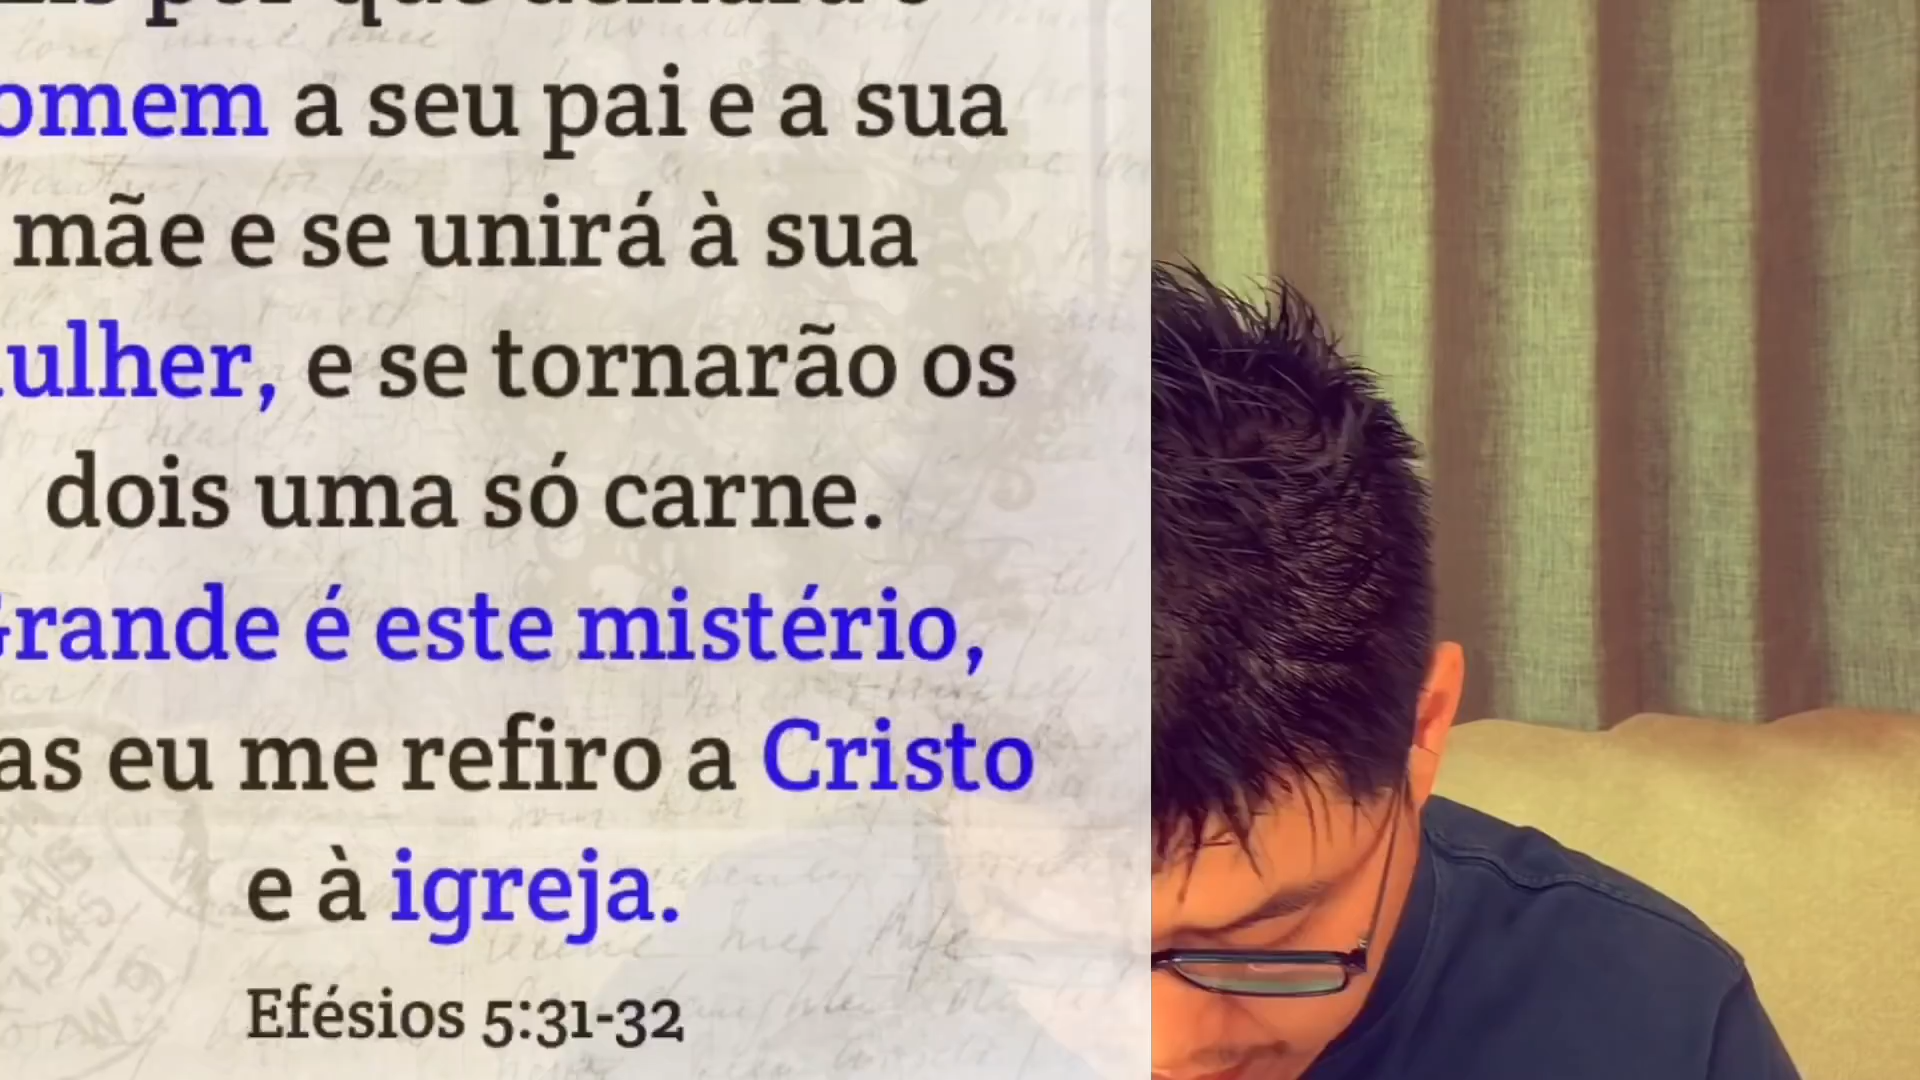 omem a seu pai e a sua
mãe e se unirá à sua
ulher, e se tornarão os
dois uma só carne.
Grande é este mistério,
as eu me refiro a Cristo
e à igreja.
Efésios 5:31-32